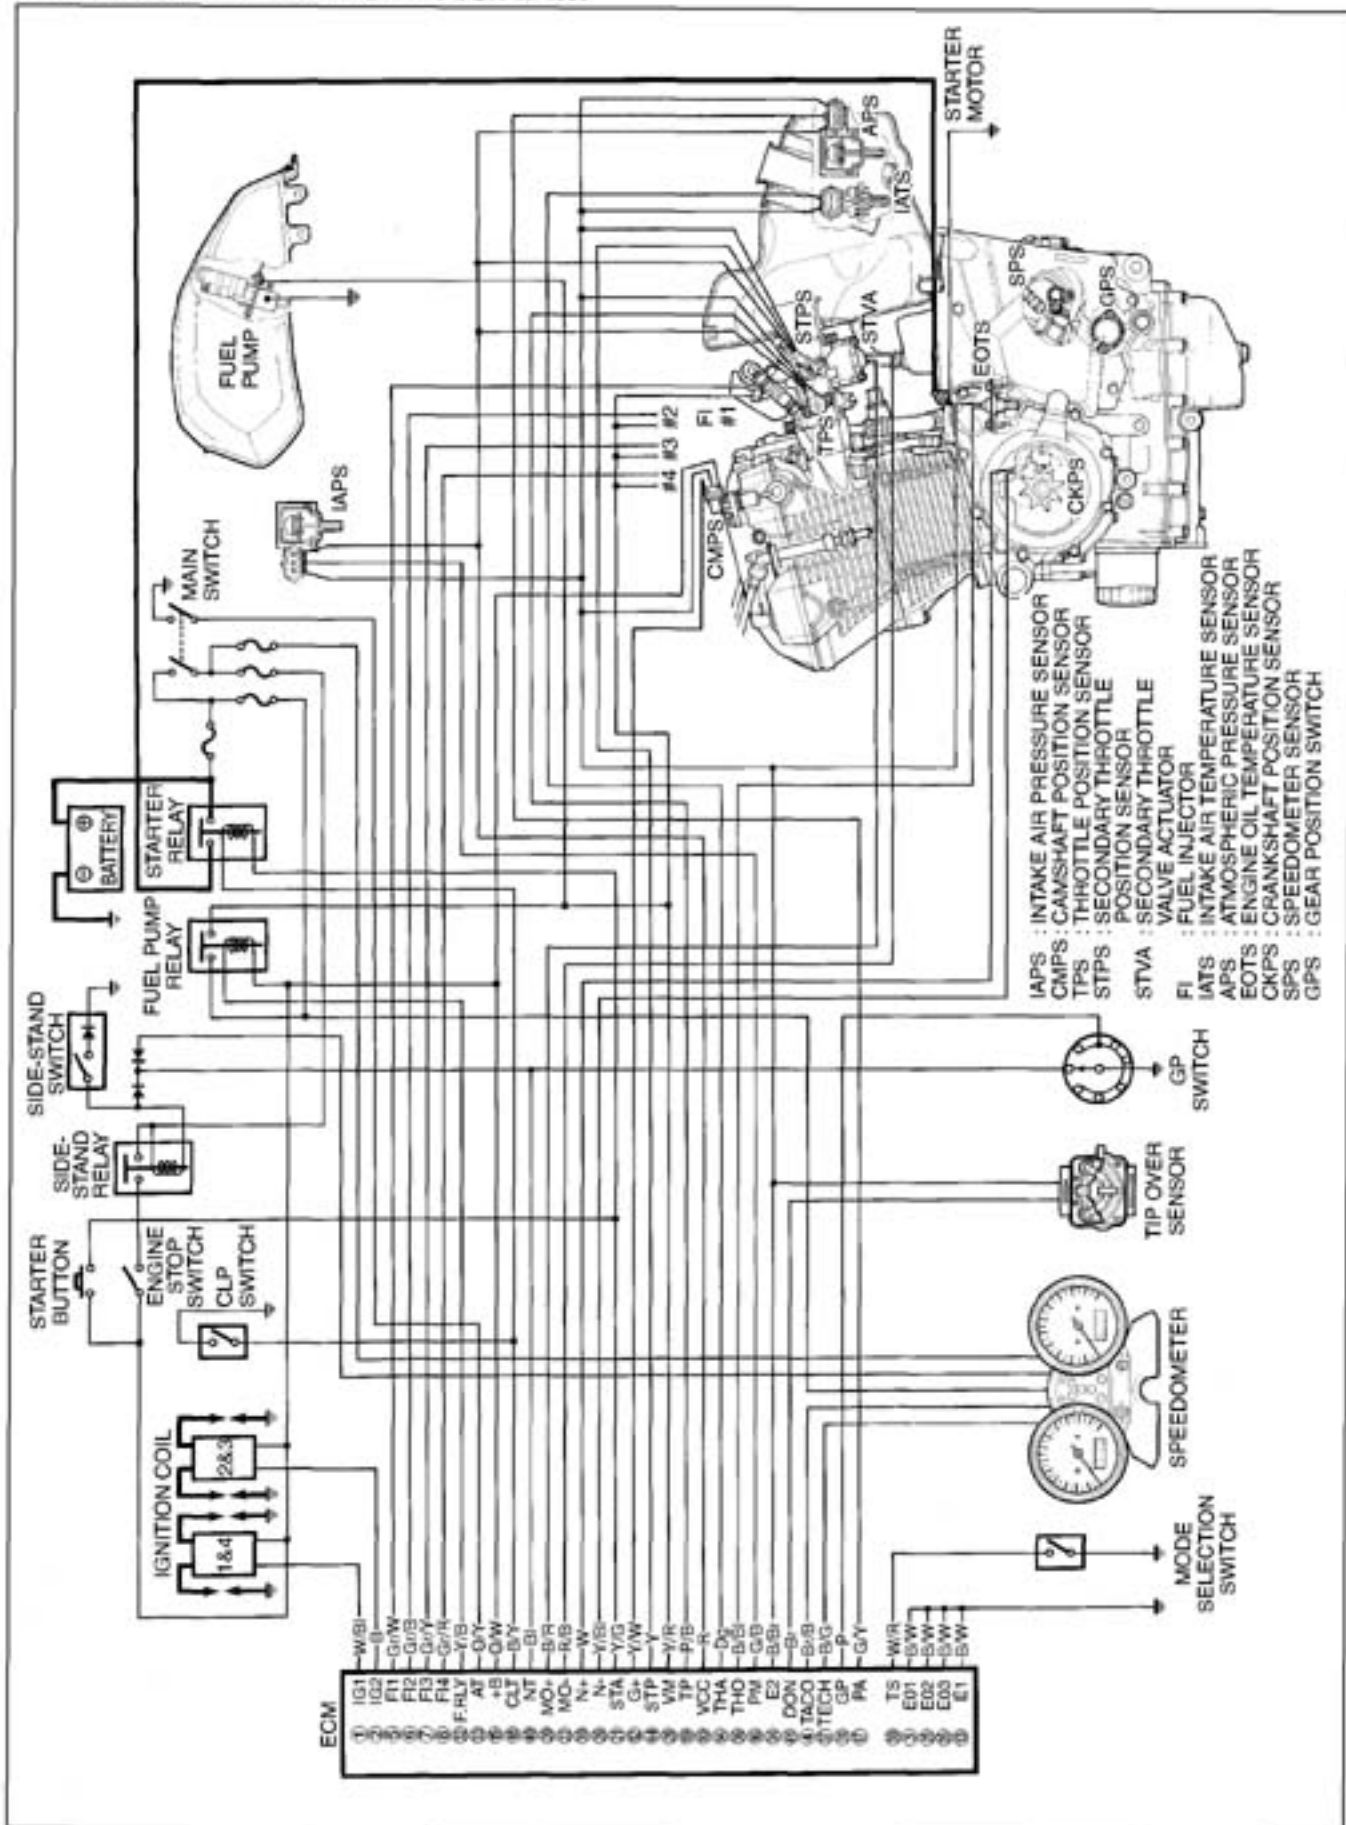 FUEL
PUMP
STARTER
MOTOR
APS
IATS
SPS
GPS
STPS
STVA
EOTS
TPS
FI
#1
#2
#3
#4
CKPS
CMPS
IAPS
MAIN
SWITCH
BATTERY
STARTER
RELAY
FUEL PUMP
RELAY
SIDE-STAND
SWITCH
SIDE-
STAND
RELAY
STARTER
BUTTON
ENGINE
STOP
SWITCH
CLP
SWITCH
IGNITION COIL
2&3
1&4
IAPS : INTAKE AIR PRESSURE SENSOR
CMPS : CAMSHAFT POSITION SENSOR
TPS : THROTTLE POSITION SENSOR
STPS : SECONDARY THROTTLE
POSITION SENSOR
STVA : SECONDARY THROTTLE
VALVE ACTUATOR
FI : FUEL INJECTOR
IATS : INTAKE AIR TEMPERATURE SENSOR
APS : ATMOSPHERIC PRESSURE SENSOR
EOTS : ENGINE OIL TEMPERATURE SENSOR
CKPS : CRANKSHAFT POSITION SENSOR
SPS : SPEEDOMETER SENSOR
GPS : GEAR POSITION SWITCH
GP
SWITCH
TIP OVER
SENSOR
SPEEDOMETER
MODE
SELECTION
SWITCH
ECM
IG1 W/Bl
IG2 B
FI1 Gr/W
FI2 Gr/B
FI3 Gr/Y
FI4 Gr/R
F.RLY Y/B
AT O/Y
+B O/W
CLT B/Y
NT Bl
MO+ B/R
MO- R/B
N+ W
N- Y/Bl
STA Y/G
G+ Y/W
STP Y
VM Y/R
TP P/B
VCC R
THA Dg
THO B/Bl
PM G/B
E2 B/Br
DON Br
TACO Br/B
TECH B/G
GP P
PA G/Y
TS W/R
E01 B/W
E02 B/W
E03 B/W
E1 B/W